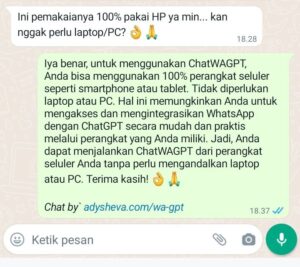 Ini pemakaianya 100% pakai HP ya min... kan
nggak perlu laptop/PC? 👌🙏
18.28
Iya benar, untuk menggunakan ChatWAGPT,
Anda bisa menggunakan 100% perangkat seluler
seperti smartphone atau tablet. Tidak diperlukan
laptop atau PC. Hal ini memungkinkan Anda untuk
mengakses dan mengintegrasikan WhatsApp
dengan ChatGPT secara mudah dan praktis
melalui perangkat yang Anda miliki. Jadi, Anda
dapat menjalankan ChatWAGPT dari perangkat
seluler Anda tanpa perlu mengandalkan laptop
atau PC. Terima kasih! 👌🙏
Chat by` adysheva.com/wa-gpt
18.37
Ketik pesan